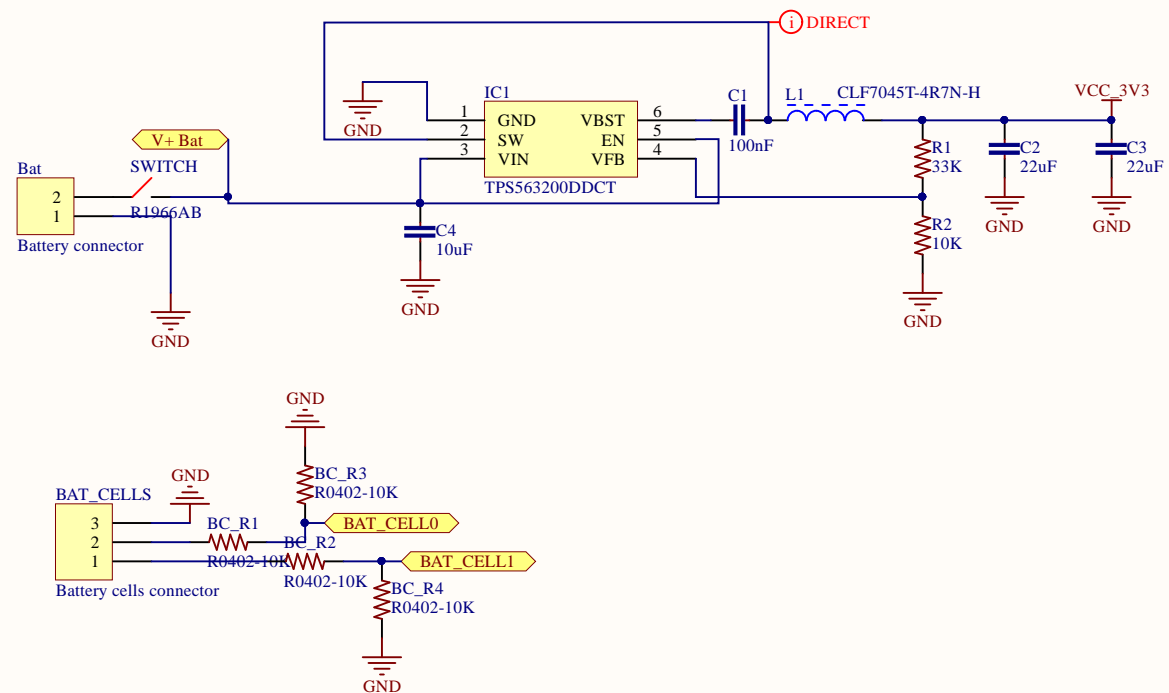 DIRECT
IC1
C1
L1
CLF7045T-4R7N-H
VCC_3V3
GND
1
GND
VBST
6
2
SW
EN
5
3
VIN
VFB
4
100nF
TPS563200DDCT
R1
33K
C2
22uF
C3
22uF
GND
GND
R2
10K
GND
V+ Bat
Bat
SWITCH
2
1
R1966AB
Battery connector
GND
C4
10uF
GND
GND
BC_R3
R0402-10K
GND
BAT_CELLS
3
2
1
BC_R1
R0402-10K
BAT_CELL0
BC_R2
R0402-10K
BAT_CELL1
Battery cells connector
BC_R4
R0402-10K
GND